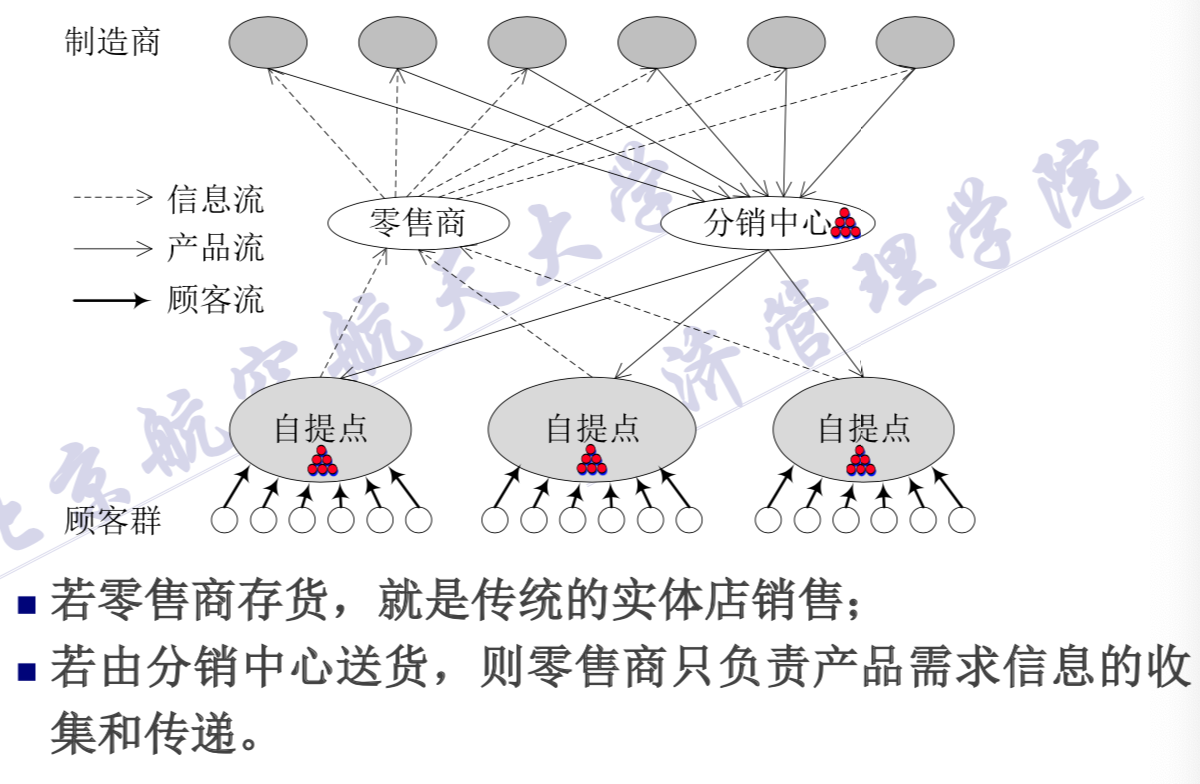 制造商
信息流
产品流
顾客流
零售商
分销中心
自提点 自提点 自提点
顾客群
北京航空航天大学
经济管理学院
■ 若零售商存货，就是传统的实体店销售；
■ 若由分销中心送货，则零售商只负责产品需求信息的收
集和传递。